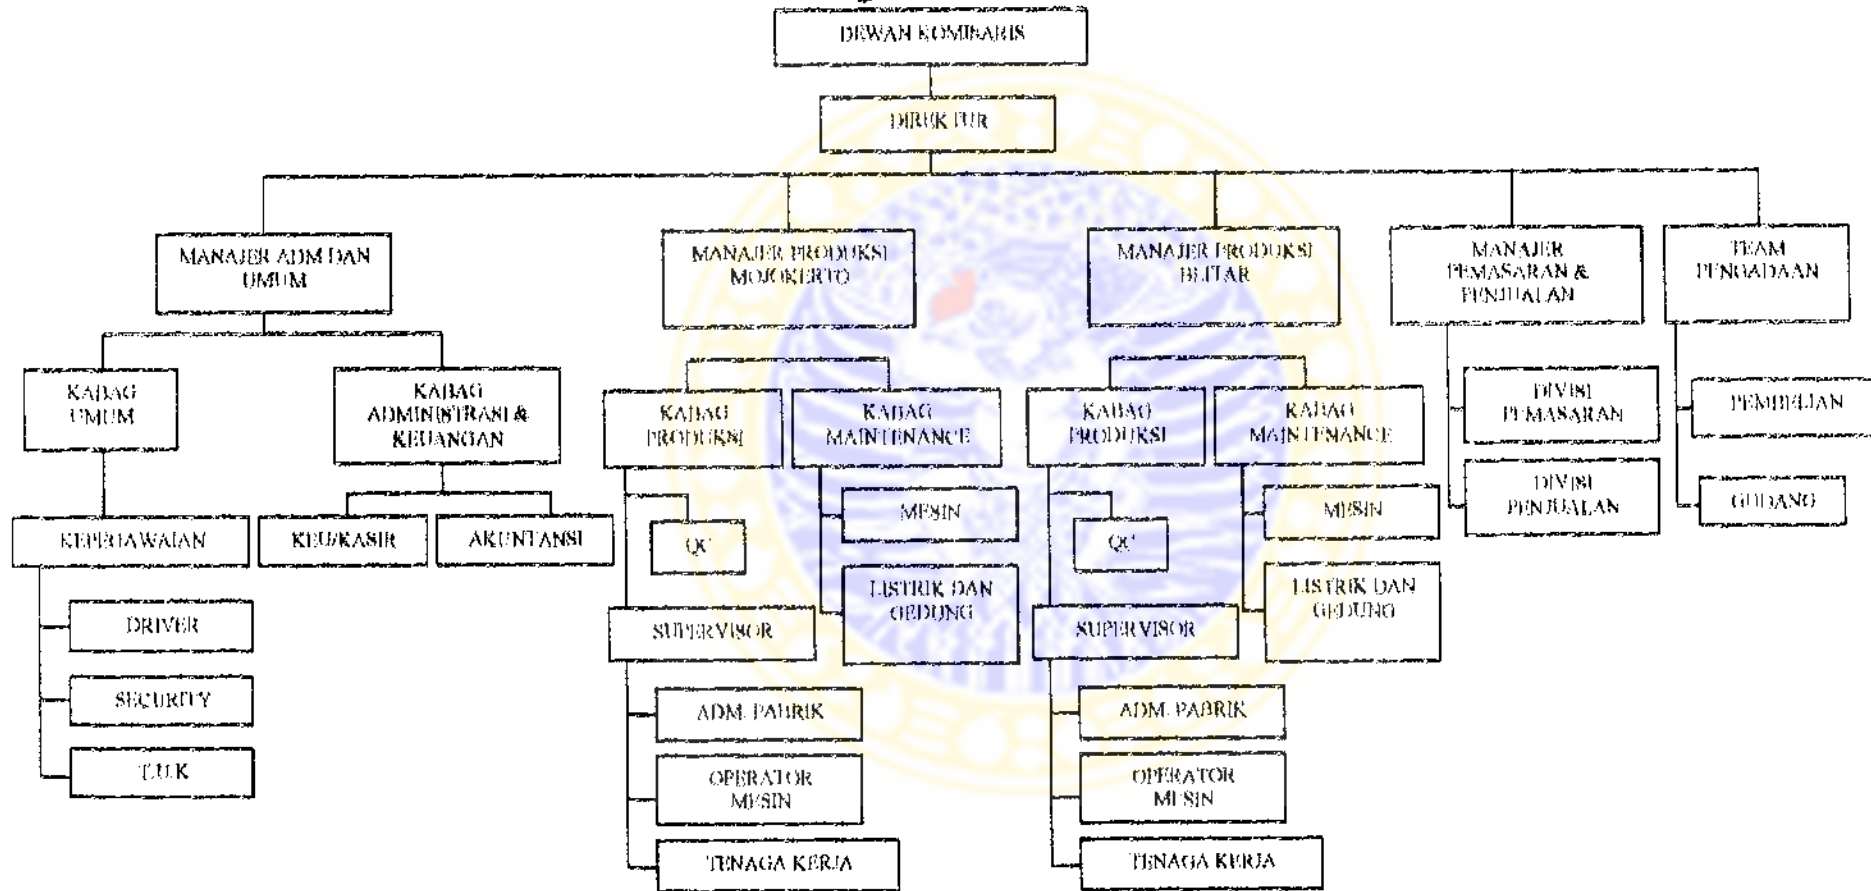 DEWAN KOMISARIS
DIREKTUR
MANAJER ADM DAN
UMUM
MANAJER PRODUKSI
MOJOKERTO
MANAJER PRODUKSI
BLITAR
MANAJER
PEMASARAN &
PENJUALAN
TEAM
PENGADAAN
KABAG
UMUM
KABAG
ADMINISTRASI &
KEUANGAN
KABAG
PRODUKSI
KABAG
MAINTENANCE
KABAG
PRODUKSI
KABAG
MAINTENANCE
DIVISI
PEMASARAN
PEMBELIAN
DIVISI
PENJUALAN
GUDANG
KEPEGAWAIAN
KEU/KASIR
AKUNTANSI
QC
MESIN
QC
MESIN
LISTRIK DAN
GEDUNG
LISTRIK DAN
GEDUNG
DRIVER
SUPERVISOR
SUPERVISOR
SECURITY
ADM. PABRIK
ADM. PABRIK
T.U.K
OPERATOR
MESIN
OPERATOR
MESIN
TENAGA KERJA
TENAGA KERJA